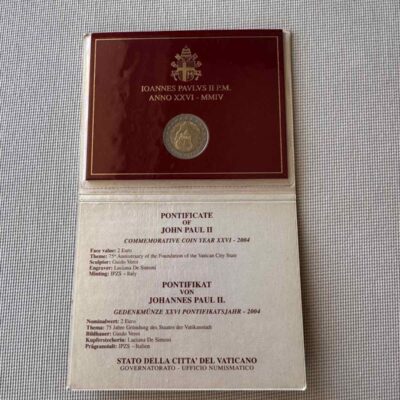 IOANNES PAVLVS II P.M.
ANNO XXVI - MMIV
PONTIFICATE
OF
JOHN PAUL II
COMMEMORATIVE COIN YEAR XXVI - 2004
Face value: 2 Euro
Theme: 75th Anniversary of the Foundation of the Vatican City State
Sculptor: Guido Veroi
Engraver: Luciana De Simoni
Minting: IPZS - Italy
PONTIFIKAT
VON
JOHANNES PAUL II.
GEDENKMÜNZE XXVI PONTIFIKATSJAHR - 2004
Nominalwert: 2 Euro
Thema: 75 Jahre Gründung des Staates der Vatikanstadt
Bildhauer: Guido Veroi
Kupferstecherin: Luciana De Simoni
Prägeanstalt: IPZS - Italien
STATO DELLA CITTA' DEL VATICANO
GOVERNATORATO - UFFICIO NUMISMATICO